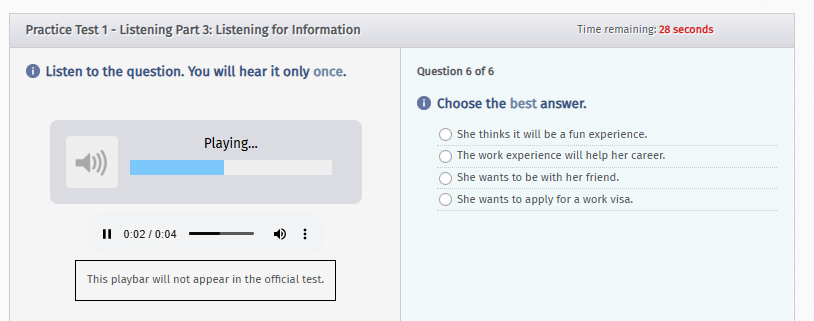 Practice Test 1 - Listening Part 3: Listening for Information
Time remaining: 28 seconds
Listen to the question. You will hear it only once.
Playing...
0:02 / 0:04
This playbar will not appear in the official test.
Question 6 of 6
Choose the best answer.
She thinks it will be a fun experience.
The work experience will help her career.
She wants to be with her friend.
She wants to apply for a work visa.